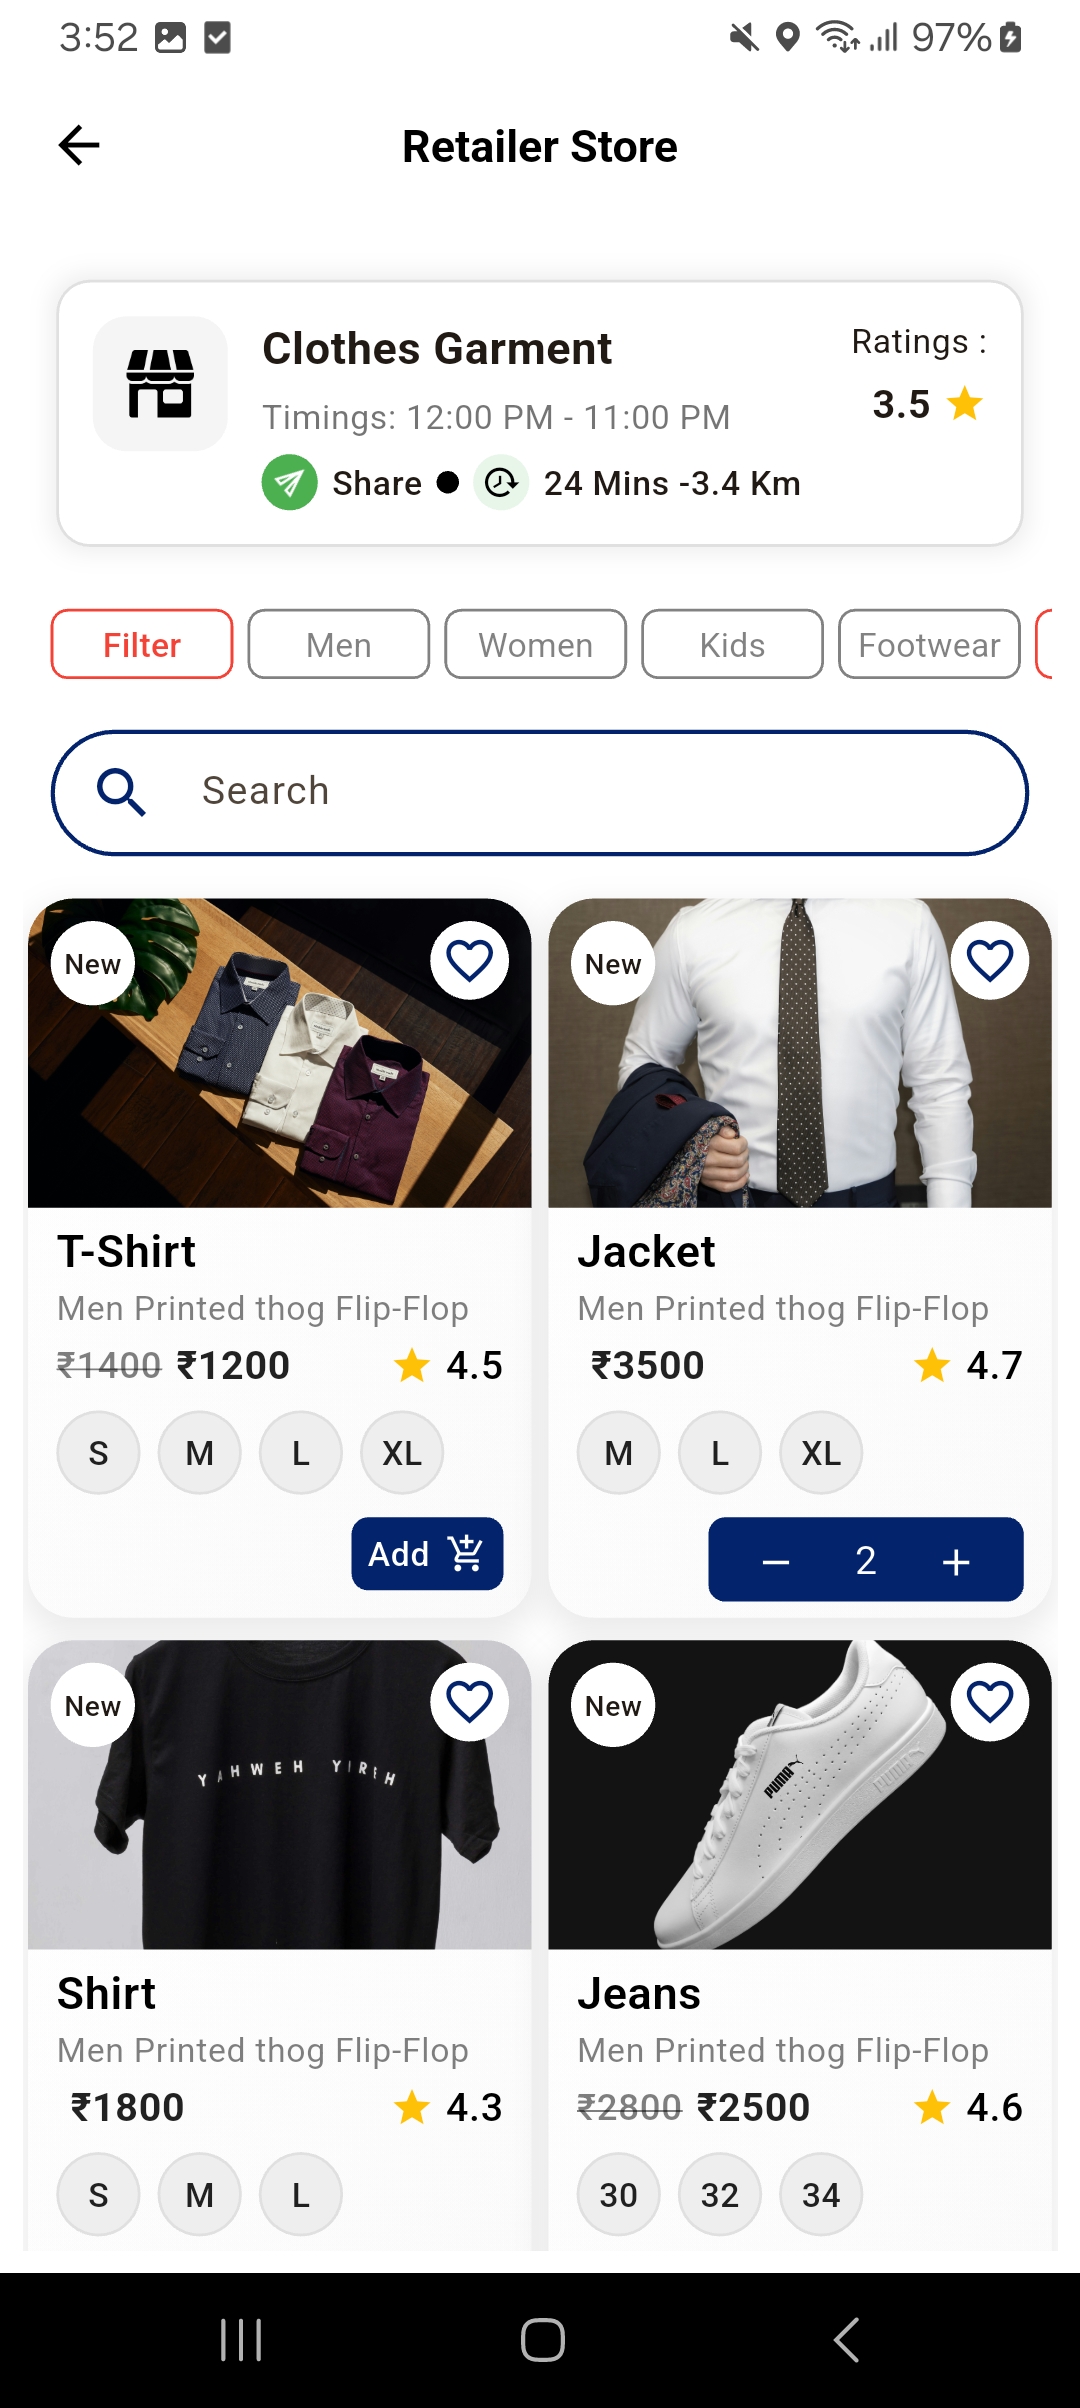 3:52 97%
Retailer Store
Clothes Garment
Ratings :
3.5
Timings: 12:00 PM - 11:00 PM
Share ● 24 Mins -3.4 Km
Filter Men Women Kids Footwear
Search
New New
T-Shirt Jacket
Men Printed thog Flip-Flop Men Printed thog Flip-Flop
₹1400 ₹1200 4.5 ₹3500 4.7
S M L XL M L XL
Add − 2 +
New New
YAHWEH YIREH PUMA
PUMA
Shirt Jeans
Men Printed thog Flip-Flop Men Printed thog Flip-Flop
₹1800 4.3 ₹2800 ₹2500 4.6
S M L 30 32 34